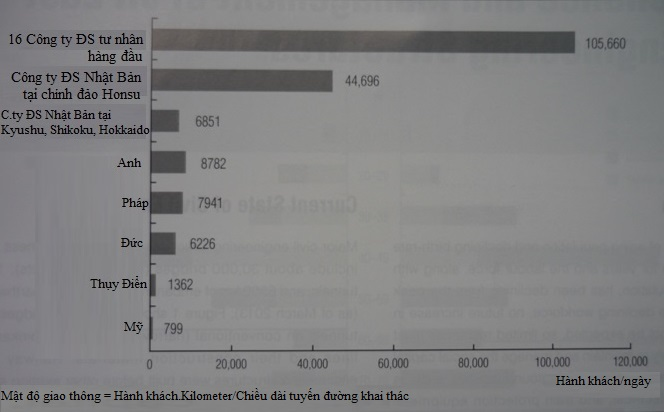 16 Công ty ĐS tư nhân
hàng đầu
105,660
Công ty ĐS Nhật Bản
tại chính đảo Honsu
44,696
C.ty ĐS Nhật Bản tại
Kyushu, Shikoku, Hokkaido
6851
Anh
8782
Pháp
7941
Đức
6226
Thụy Điển
1362
Mỹ
799
0
20,000
40,000
60,000
80,000
100,000
120,000
Hành khách/ngày
Mật độ giao thông = Hành khách.Kilometer/Chiều dài tuyến đường khai thác